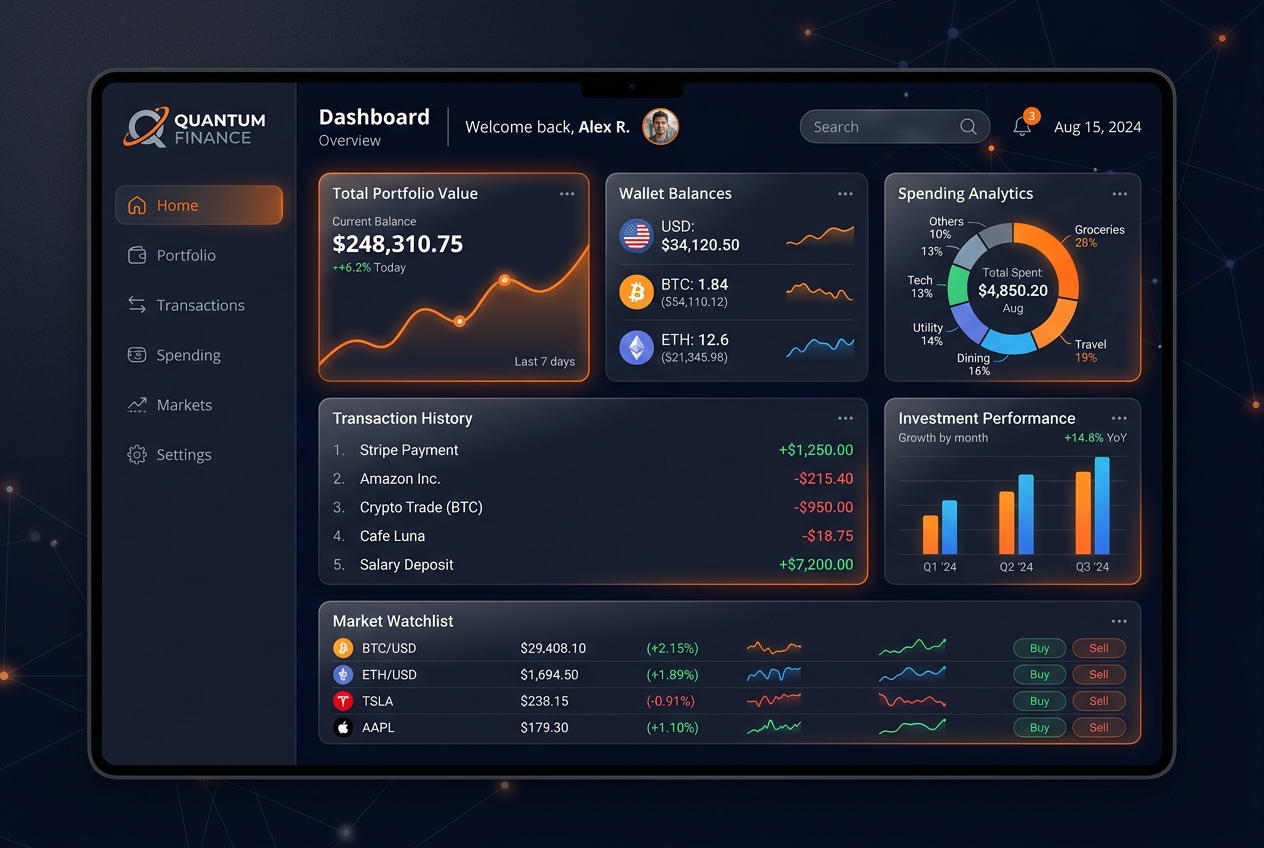 QUANTUM
FINANCE
Dashboard
Overview
Welcome back, Alex R.
Search
3
Aug 15, 2024
Home
Portfolio
Transactions
Spending
Markets
Settings
Total Portfolio Value
Current Balance
$248,310.75
++6.2% Today
Last 7 days
Wallet Balances
USD:
$34,120.50
BTC: 1.84
($54,110.12)
ETH: 12.6
($21,345.98)
Spending Analytics
Others
10%
13%
Tech
13%
Utility
14%
Dining
16%
Groceries
28%
Travel
19%
Total Spent
$4,850.20
Aug
Transaction History
1. Stripe Payment +$1,250.00
2. Amazon Inc. -$215.40
3. Crypto Trade (BTC) -$950.00
4. Cafe Luna -$18.75
5. Salary Deposit +$7,200.00
Investment Performance
Growth by month +14.8% YoY
Q1 '24 Q2 '24 Q3 '24
Market Watchlist
BTC/USD $29.408.10 (+2.15%) Buy Sell
ETH/USD $1,694.50 (+1.89%) Buy Sell
TSLA $238.15 (-0.91%) Buy Sell
AAPL $179.30 (+1.10%) Buy Sell